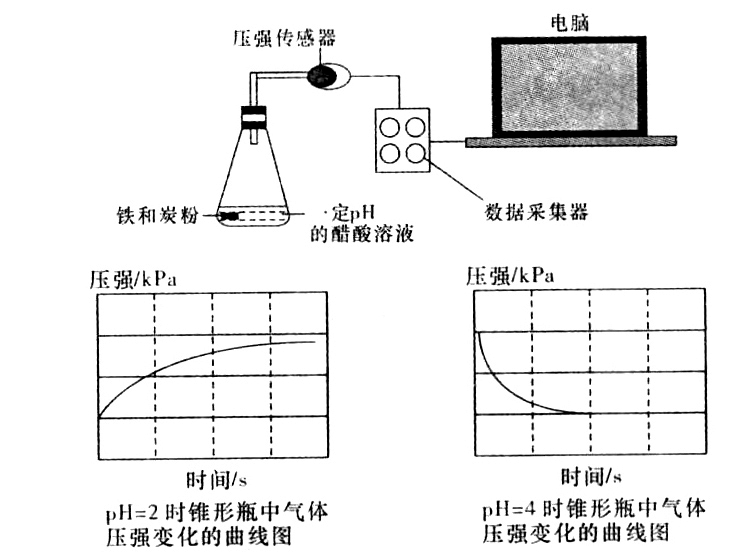 压强传感器
电脑
铁和炭粉
一定pH
的醋酸溶液
数据采集器
压强/kPa
时间/s
pH=2时锥形瓶中气体
压强变化的曲线图
压强/kPa
时间/s
pH=4时锥形瓶中气体
压强变化的曲线图